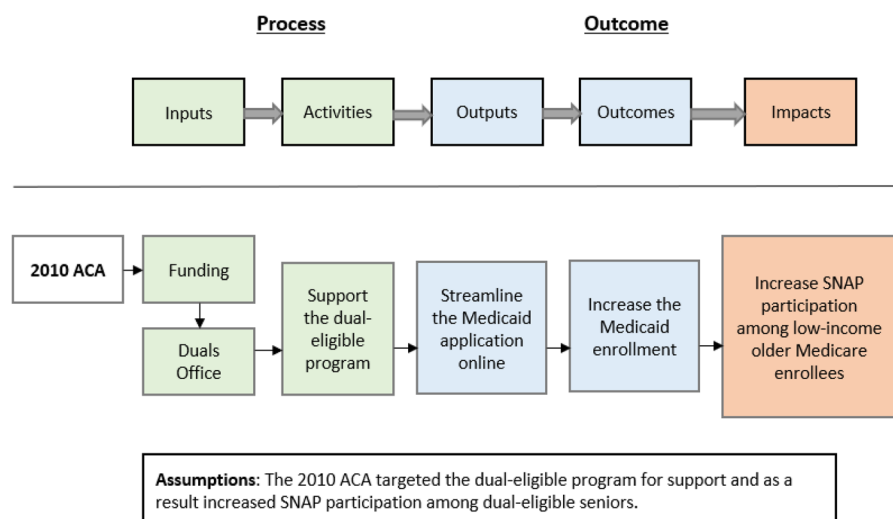 Process
Outcome
Inputs
Activities
Outputs
Outcomes
Impacts
2010 ACA
Funding
Duals
Office
Support
the dual-
eligible
program
Streamline
the Medicaid
application
online
Increase the
Medicaid
enrollment
Increase SNAP
participation
among low-income
older Medicare
enrollees
Assumptions: The 2010 ACA targeted the dual-eligible program for support and as a
result increased SNAP participation among dual-eligible seniors.